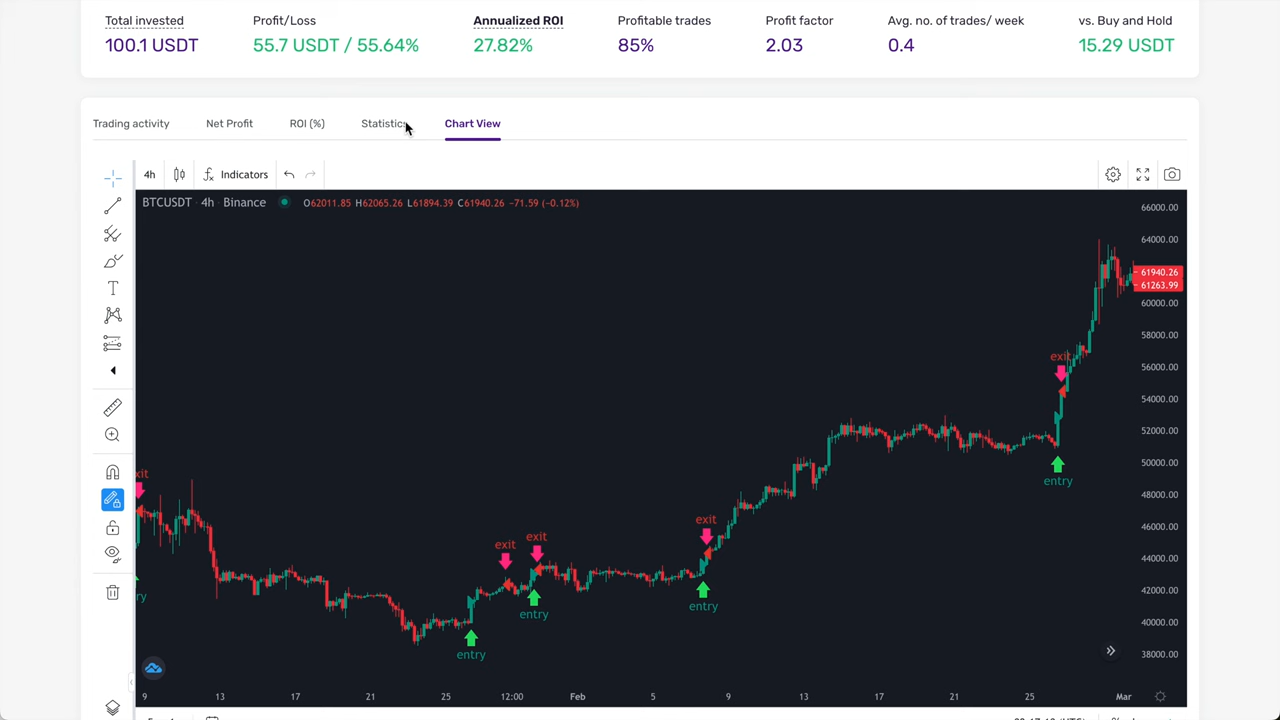 Total invested
100.1 USDT
Profit/Loss
55.7 USDT / 55.64%
Annualized ROI
27.82%
Profitable trades
85%
Profit factor
2.03
Avg. no. of trades/ week
0.4
vs. Buy and Hold
15.29 USDT
Trading activity
Net Profit
ROI (%)
Statistics
Chart View
4h
Indicators
BTCUSDT · 4h · Binance
O62011.85 H62065.26 L61894.39 C61940.26 −71.59 (−0.12%)
66000.00
64000.00
61940.26
61263.99
60000.00
58000.00
56000.00
54000.00
52000.00
50000.00
48000.00
46000.00
44000.00
42000.00
40000.00
38000.00
exit
entry
xit
exit
exit
exit
ry
entry
entry
entry
9 13 17 21 25 12:00 Feb 5 9 13 17 21 25 Mar